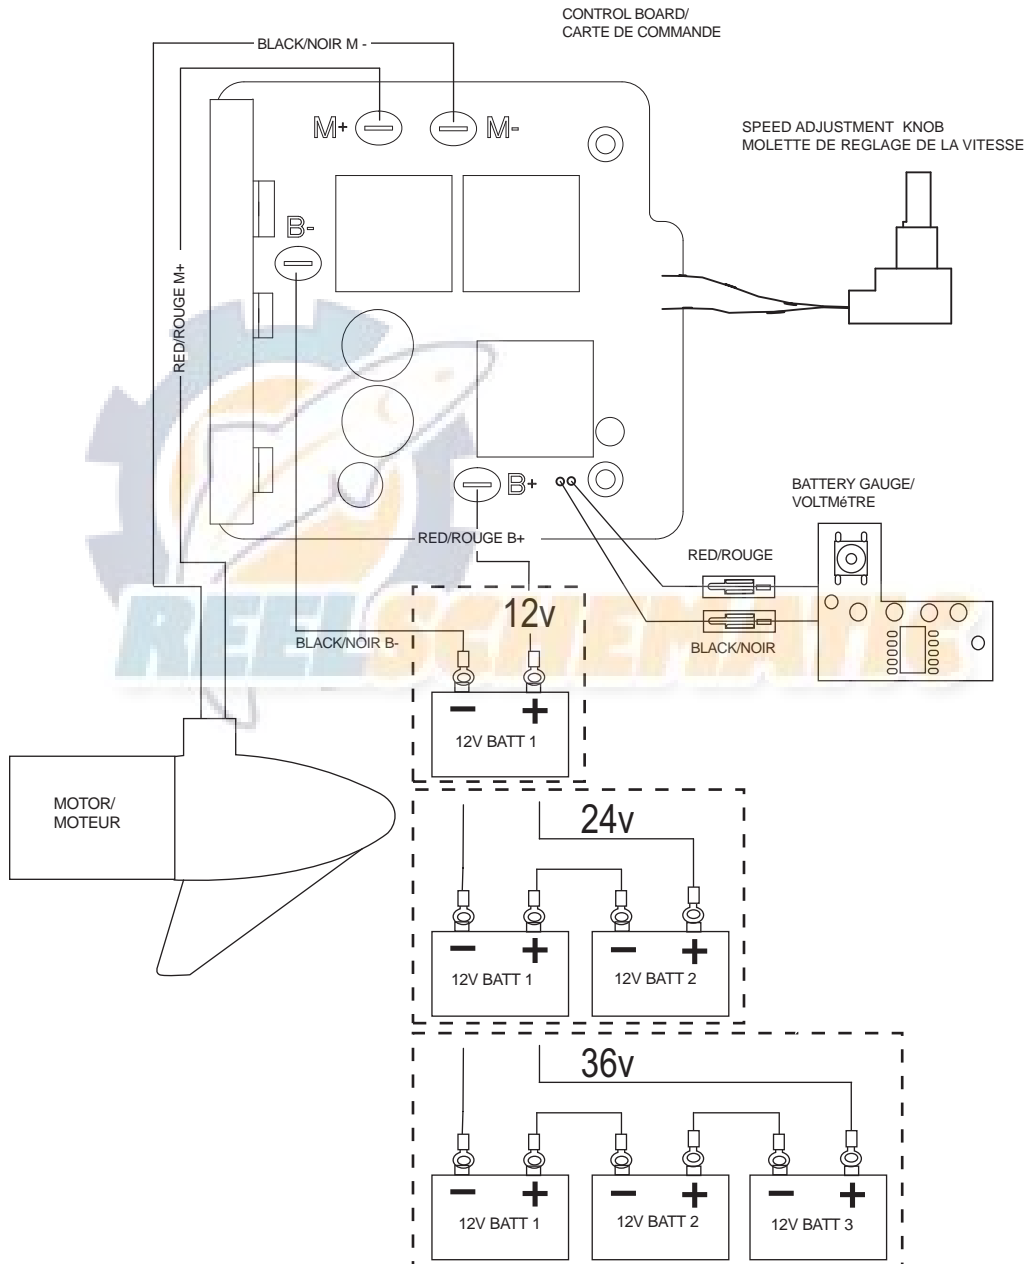 CONTROL BOARD/
CARTE DE COMMANDE
BLACK/NOIR M -
M+
M-
SPEED ADJUSTMENT KNOB
MOLETTE DE REGLAGE DE LA VITESSE
B-
RED/ROUGE M+
B+
BATTERY GAUGE/
VOLTMéTRE
RED/ROUGE B+
RED/ROUGE
12v
REELSCHEMATIC
BLACK/NOIR B-
BLACK/NOIR
12V BATT 1
MOTOR/
MOTEUR
24v
12V BATT 1
12V BATT 2
36v
12V BATT 1
12V BATT 2
12V BATT 3